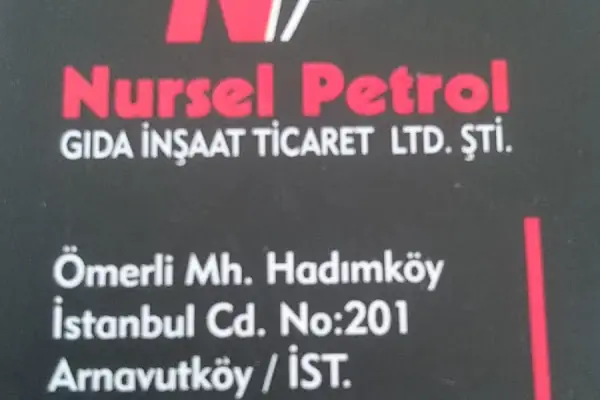 Nursel Petrol
GIDA İNŞAAT TİCARET LTD. ŞTİ.
Ömerli Mh. Hadımköy
İstanbul Cd. No:201
Arnavutköy / İST.